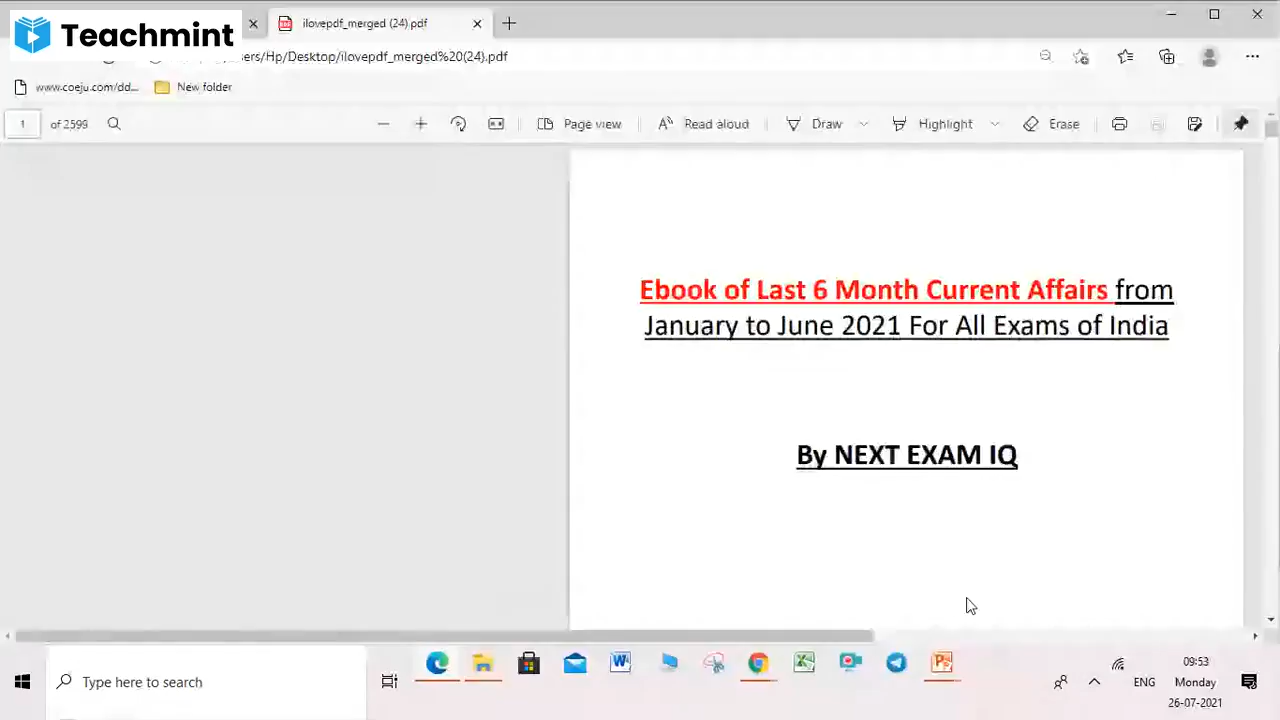 Teachmint
ilovepdf_merged (24).pdf
ers/Hp/Desktop/ilovepdf_merged%20(24).pdf
www.coeju.com/dd...
New folder
1 of 2599
Page view
Read aloud
Draw
Highlight
Erase
Ebook of Last 6 Month Current Affairs from
January to June 2021 For All Exams of India
By NEXT EXAM IQ
Type here to search
ENG
09:53
Monday
26-07-2021